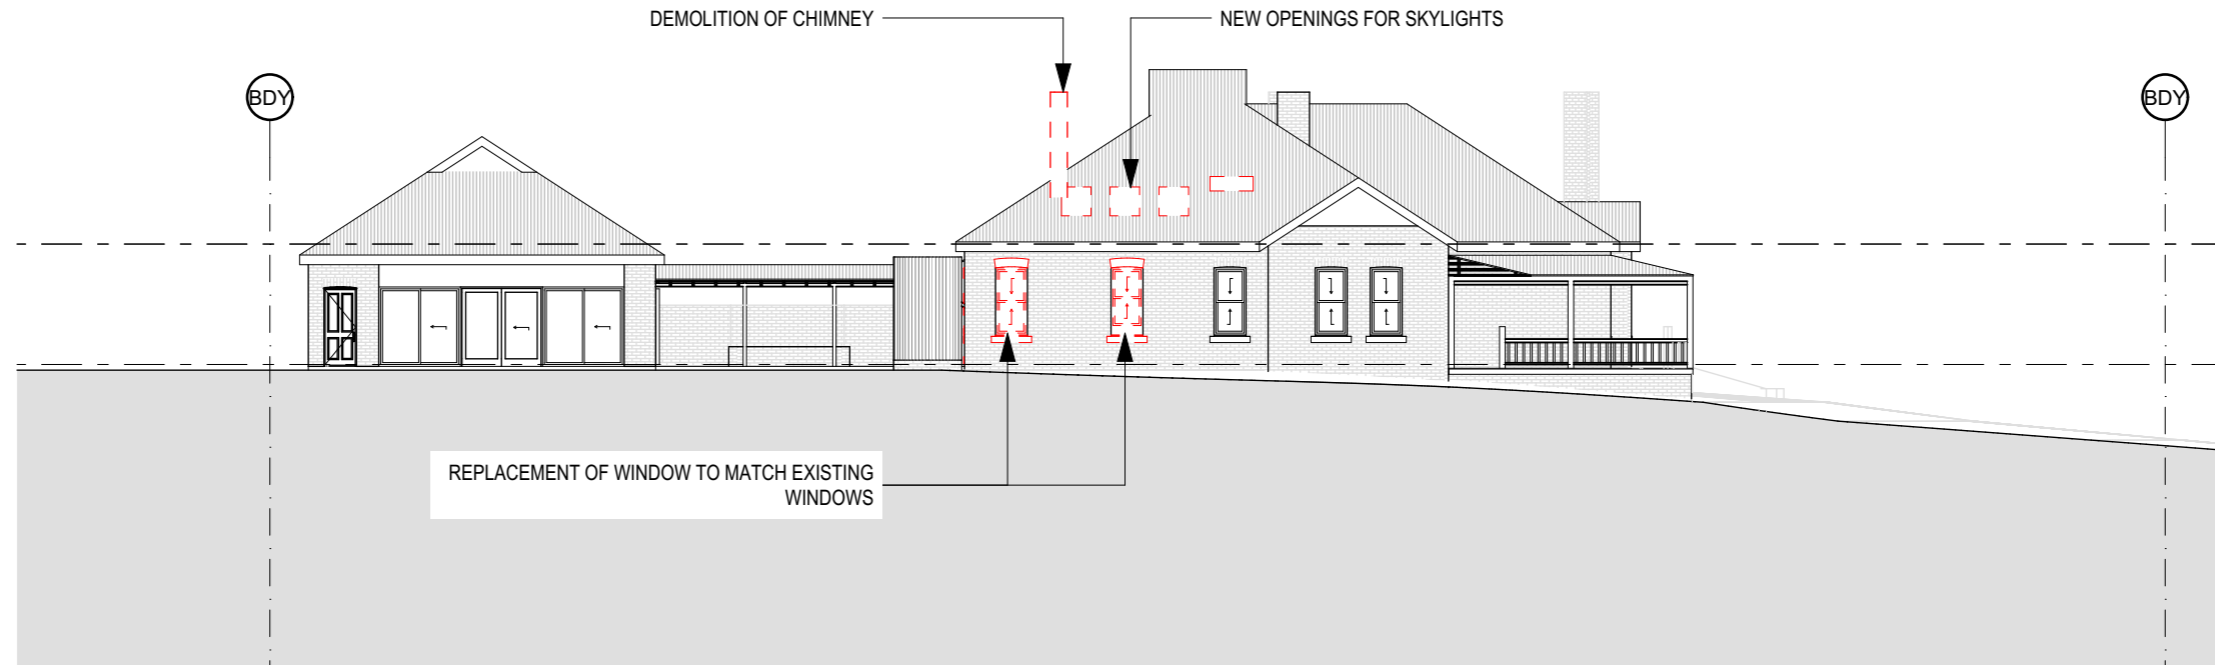 DEMOLITION OF CHIMNEY
NEW OPENINGS FOR SKYLIGHTS
BDY
BDY
REPLACEMENT OF WINDOW TO MATCH EXISTING
WINDOWS